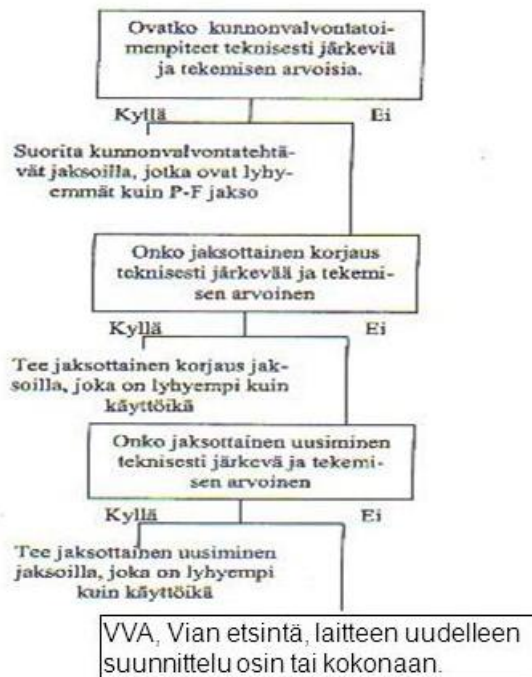 Ovatko kunnonvalvontatoi-
menpiteet teknisesti järkeviä
ja tekemisen arvoisia.
Kyllä Ei
Suorita kunnonvalvontatehtä-
vät jaksoilla, jotka ovat lyhy-
emmät kuin P-F jakso
Onko jaksottainen korjaus
teknisesti järkevää ja tekemi-
sen arvoinen
Kyllä Ei
Tee jaksottainen korjaus jak-
soilla, joka on lyhyempi kuin
käyttöikä
Onko jaksottainen uusiminen
teknisesti järkevä ja tekemi-
sen arvoinen
Kyllä Ei
Tee jaksottainen uusiminen
jaksoilla, joka on lyhyempi
kuin käyttöikä
VVA, Vian etsintä, laitteen uudelleen
suunnittelu osin tai kokonaan.